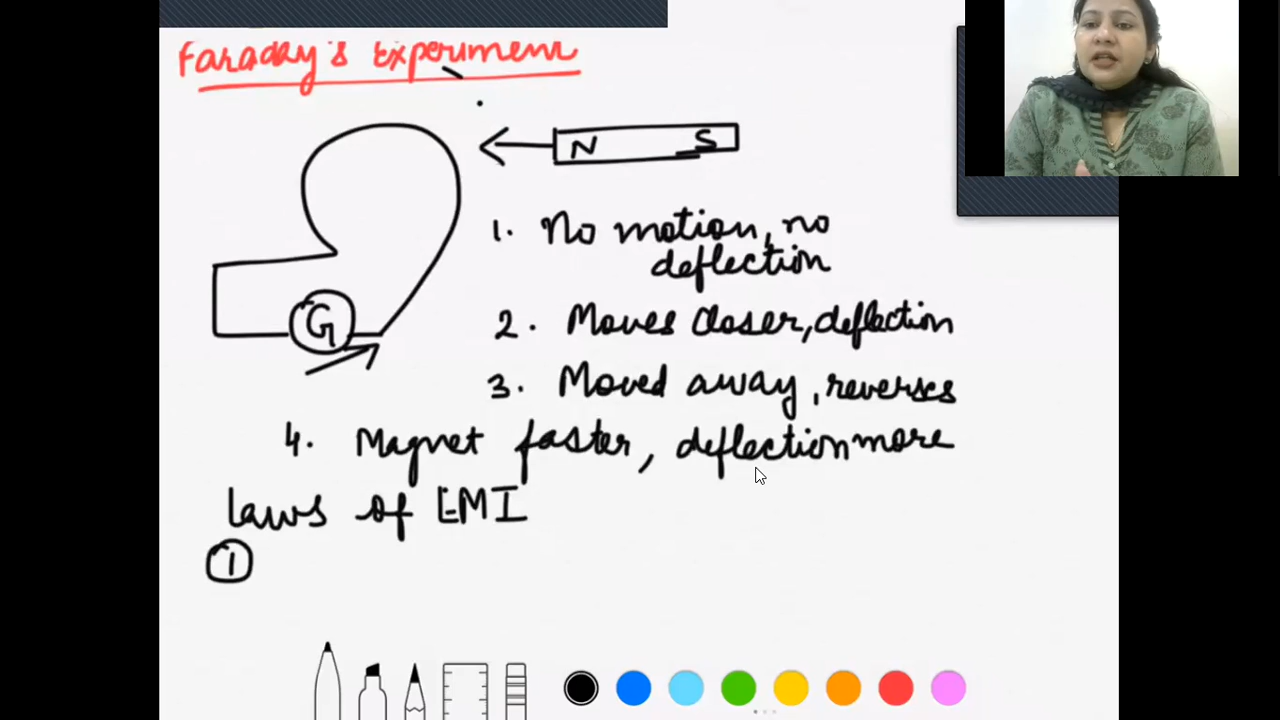 Faraday's Experiment
N S
1. No motion, no
deflection
G
2. Moves closer, deflection
3. Moved away, reverses
4. Magnet faster, deflection more
laws of EMI
1